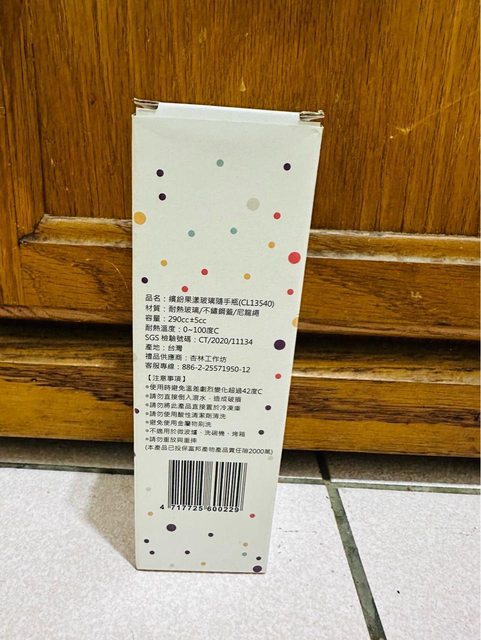 品名：繽紛果漾玻璃隨手瓶(CL13540)
材質：耐熱玻璃/不鏽鋼蓋/尼龍繩
容量：290cc±5cc
耐熱溫度：0~100度C
SGS 檢驗號碼：CT/2020/11134
產地：台灣
禮品供應商：杏林工作坊
客服專線：886-2-25571950-12
【注意事項】
※使用時避免溫差劇烈變化超過42度C
※請勿直接倒入滾水，造成破損
※請勿將此產品直接置於冷凍庫
※請勿使用酸性清潔劑清洗
※避免使用金屬物刷洗
※不適用於微波爐、洗碗機、烤箱
※請勿重放與重摔
(本產品已投保富邦產物產品責任險2000萬)
4 717725 600229